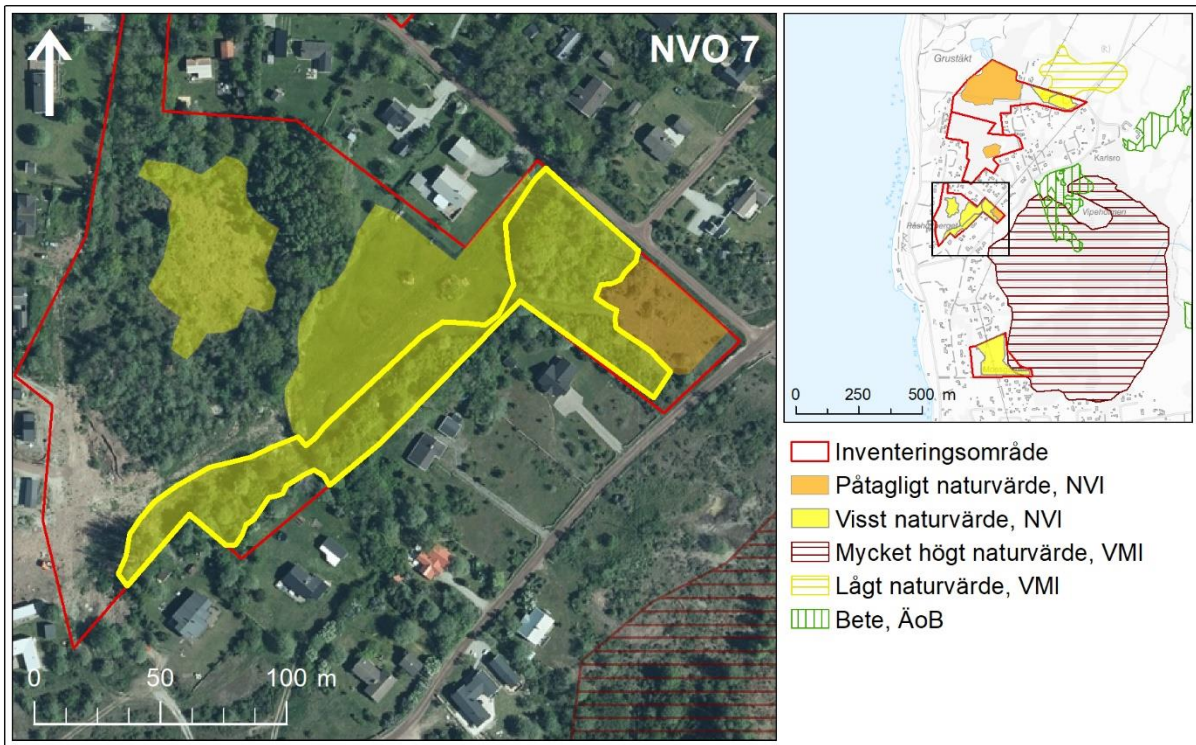 NVO 7
0 50 100 m
Grustäkt
Karlsro
Vipeholmen
0 250 500 m
Inventeringsområde
Påtagligt naturvärde, NVI
Visst naturvärde, NVI
Mycket högt naturvärde, VMI
Lågt naturvärde, VMI
Bete, ÄoB